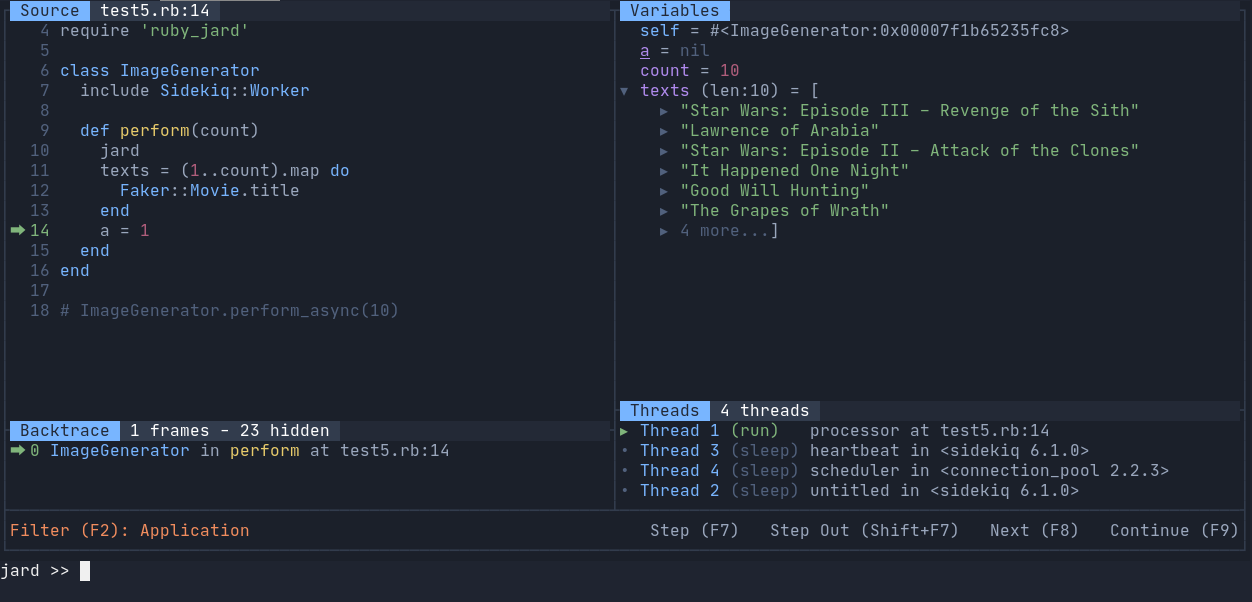 Source  test5.rb:14
4 require 'ruby_jard'
5
6 class ImageGenerator
7   include Sidekiq::Worker
8
9   def perform(count)
10     jard
11     texts = (1..count).map do
12       Faker::Movie.title
13     end
➡14     a = 1
15   end
16 end
17
18 # ImageGenerator.perform_async(10)
Backtrace  1 frames - 23 hidden
➡0 ImageGenerator in perform at test5.rb:14
Variables
self = #<ImageGenerator:0x00007f1b65235fc8>
a = nil
count = 10
▼ texts (len:10) = [
▶ "Star Wars: Episode III – Revenge of the Sith"
▶ "Lawrence of Arabia"
▶ "Star Wars: Episode II – Attack of the Clones"
▶ "It Happened One Night"
▶ "Good Will Hunting"
▶ "The Grapes of Wrath"
▶ 4 more...]
Threads  4 threads
▶ Thread 1 (run)   processor at test5.rb:14
• Thread 3 (sleep) heartbeat in <sidekiq 6.1.0>
• Thread 4 (sleep) scheduler in <connection_pool 2.2.3>
• Thread 2 (sleep) untitled in <sidekiq 6.1.0>
Filter (F2): Application  Step (F7)   Step Out (Shift+F7)   Next (F8)   Continue (F9)
jard >>